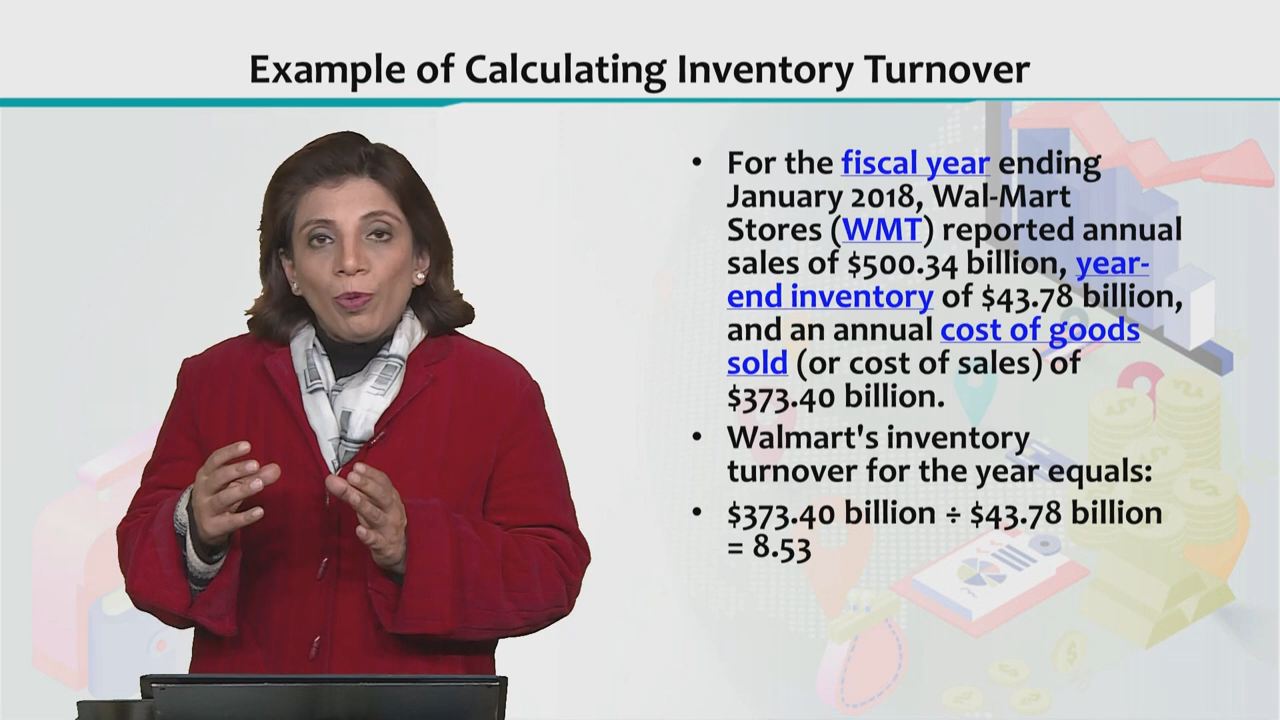 Example of Calculating Inventory Turnover
• For the fiscal year ending
January 2018, Wal-Mart
Stores (WMT) reported annual
sales of $500.34 billion, year-
end inventory of $43.78 billion,
and an annual cost of goods
sold (or cost of sales) of
$373.40 billion.
• Walmart's inventory
turnover for the year equals:
• $373.40 billion ÷ $43.78 billion
= 8.53